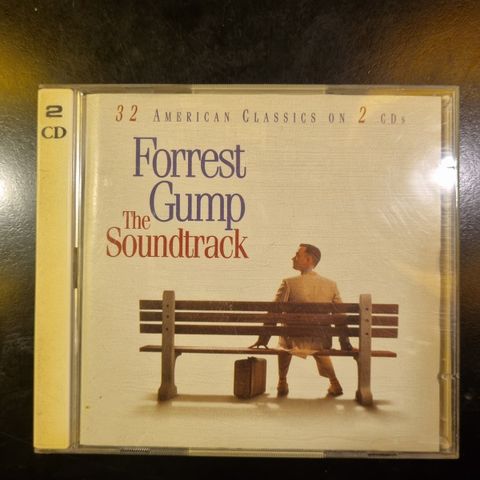 2
CD
32 AMERICAN CLASSICS ON 2 CDs
Forrest
Gump
The
Soundtrack